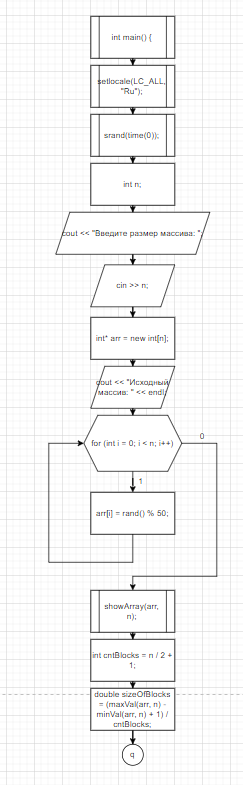 int main() {
setlocale(LC_ALL,
"Ru");
srand(time(0));
int n;
cout << "Введите размер массива: ";
cin >> n;
int* arr = new int[n];
cout << "Исходный
массив: " << endl;
for (int i = 0; i < n; i++)
0
1
arr[i] = rand() % 50;
showArray(arr,
n);
int cntBlocks = n / 2 +
1;
double sizeOfBlocks
= (maxVal(arr, n) -
minVal(arr, n) + 1) /
cntBlocks;
q